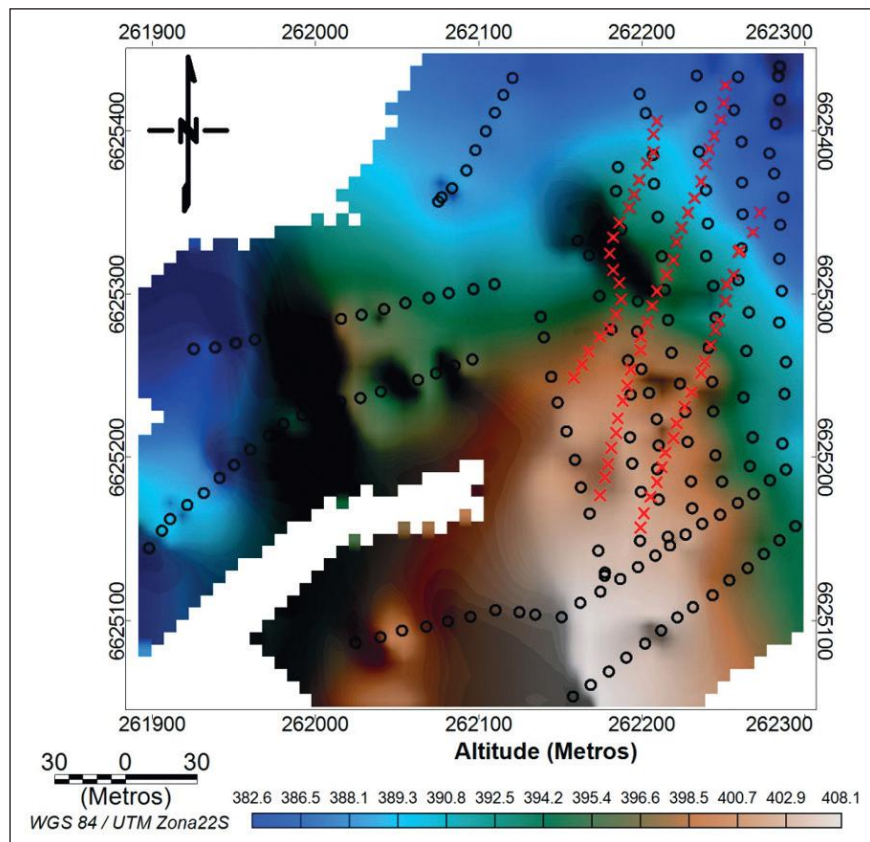 261900 262000 262100 262200 262300
N
6625400 6625400
6625300 6625300
6625200 6625200
6625100 6625100
261900 262000 262100 262200 262300
Altitude (Metros)
30 0 30
(Metros)
WGS 84 / UTM Zona22S
382.6 386.5 388.1 389.3 390.8 392.5 394.2 395.4 396.6 398.5 400.7 402.9 408.1